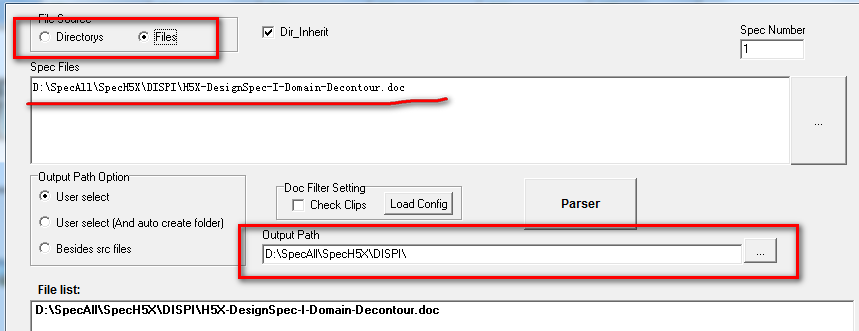 File Source
Directorys
Files
Dir_Inherit
Spec Number
1
Spec Files
D:\SpecAll\SpecH5X\DISPI\H5X-DesignSpec-I-Domain-Decontour.doc
...
Output Path Option
User select
User select (And auto create folder)
Besides src files
Doc Filter Setting
Check Clips
Load Config
Parser
Output Path
D:\SpecAll\SpecH5X\DISPI\
...
File list:
D:\SpecAll\SpecH5X\DISPI\H5X-DesignSpec-I-Domain-Decontour.doc